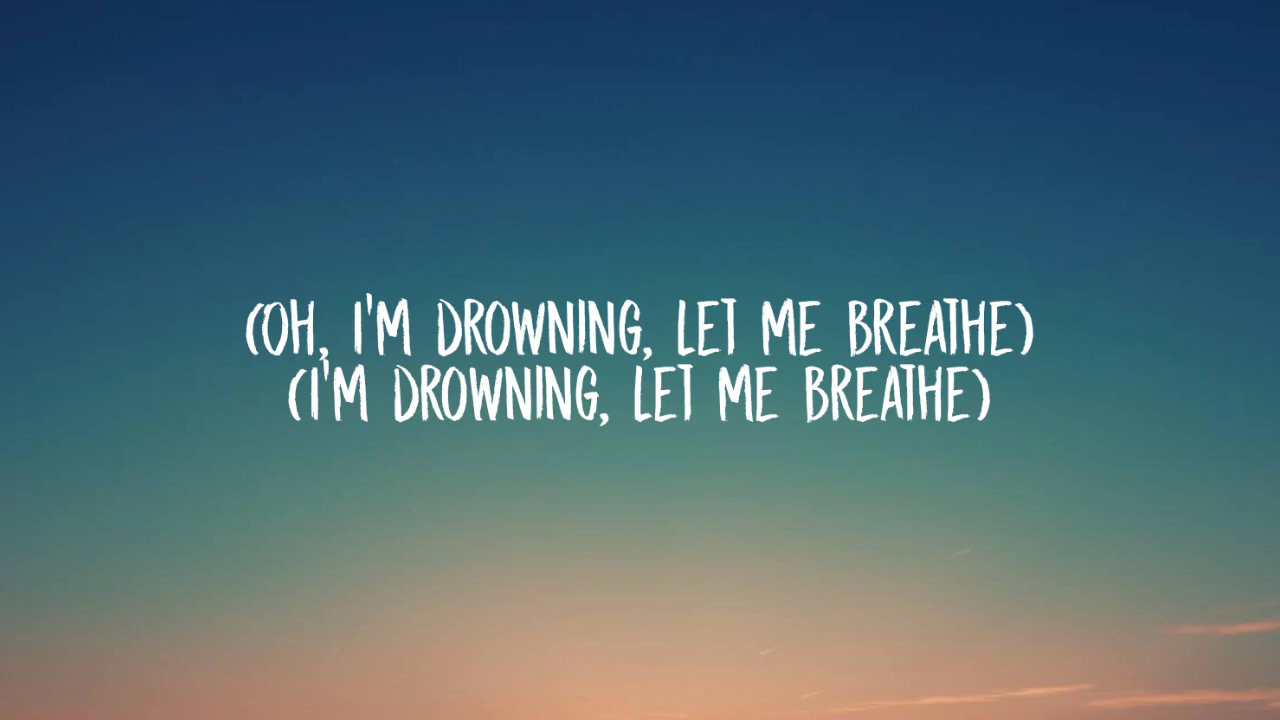 (OH, I'M DROWNING, LET ME BREATHE)
(I'M DROWNING, LET ME BREATHE)